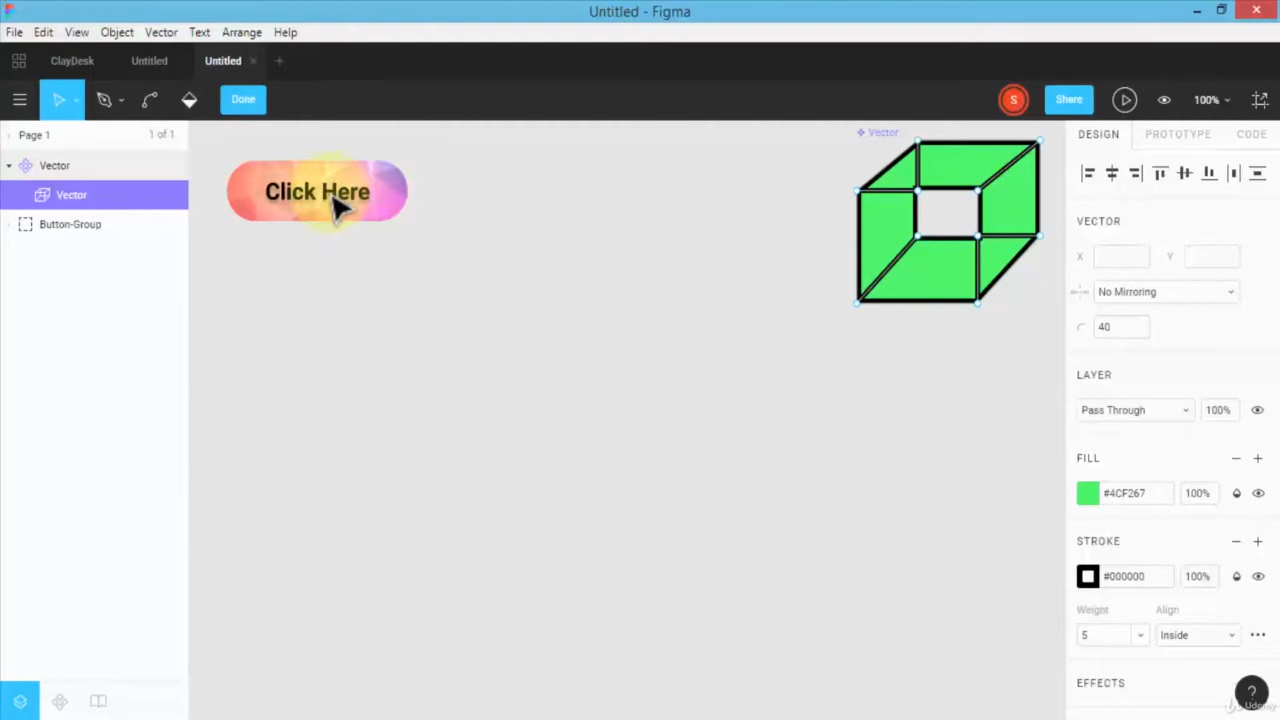 Untitled - Figma
File Edit View Object Vector Text Arrange Help
ClayDesk Untitled Untitled
Done S Share 100%
Page 1 1 of 1
Vector
Vector
Button-Group
Click Here
Vector
DESIGN PROTOTYPE CODE
VECTOR
X Y
No Mirroring
40
LAYER
Pass Through 100%
FILL
#4CF267 100%
STROKE
#000000 100%
Weight Align
5 Inside
EFFECTS
?
Udemy